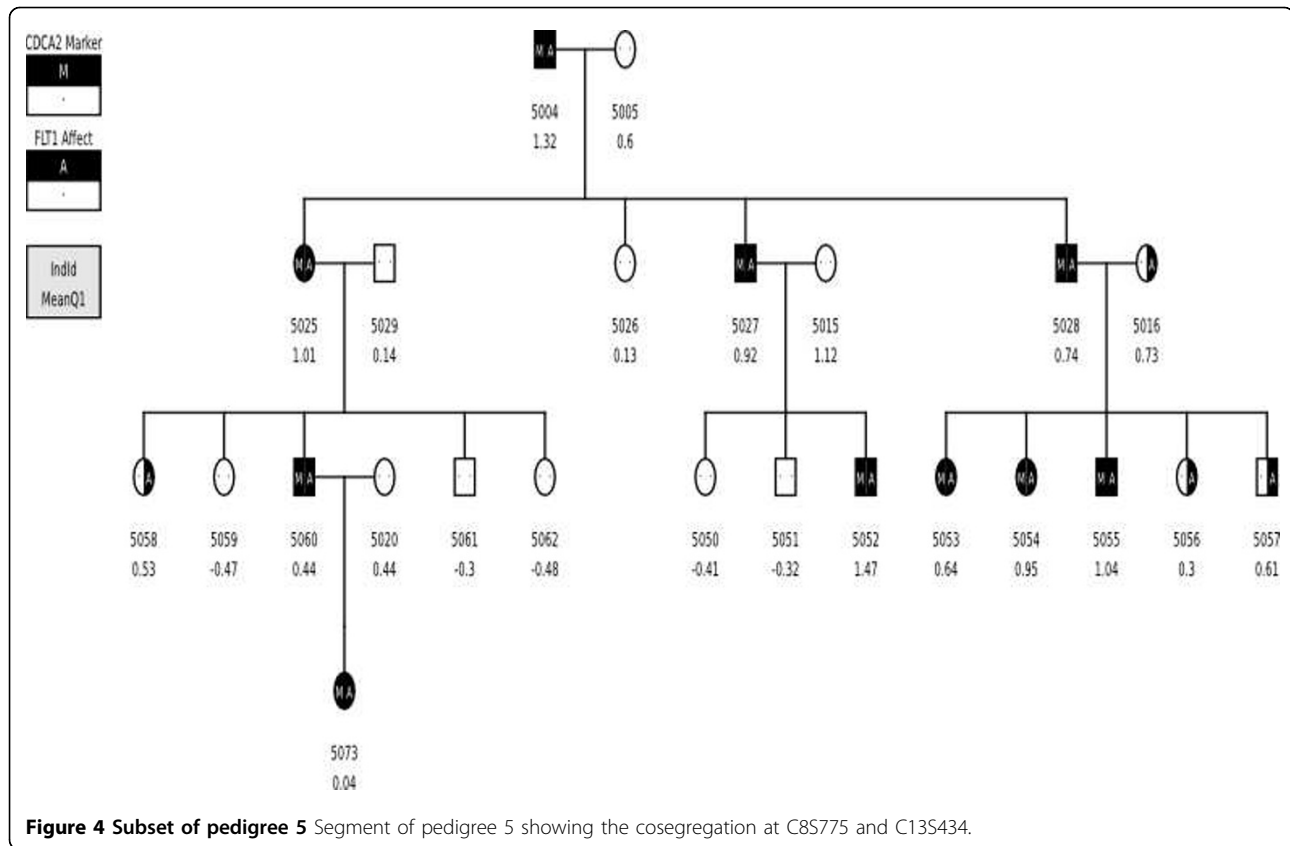 CDCA2 Marker
M
.
FLT1 Affect
A
.
IndId
MeanQ1
M A
. .
5004 5005
1.32 0.6
M A
. .
. .
M A
. .
M A
. A
5025 5029 5026 5027 5015 5028 5016
1.01 0.14 0.13 0.92 1.12 0.74 0.73
. A
. .
M A
. .
. .
. .
. .
. .
M A
M A
M A
M A
. A
. A
5058 5059 5060 5020 5061 5062 5050 5051 5052 5053 5054 5055 5056 5057
0.53 -0.47 0.44 0.44 -0.3 -0.48 -0.41 -0.32 1.47 0.64 0.95 1.04 0.3 0.61
M A
5073
0.04
Figure 4 Subset of pedigree 5 Segment of pedigree 5 showing the cosegregation at C8S775 and C13S434.